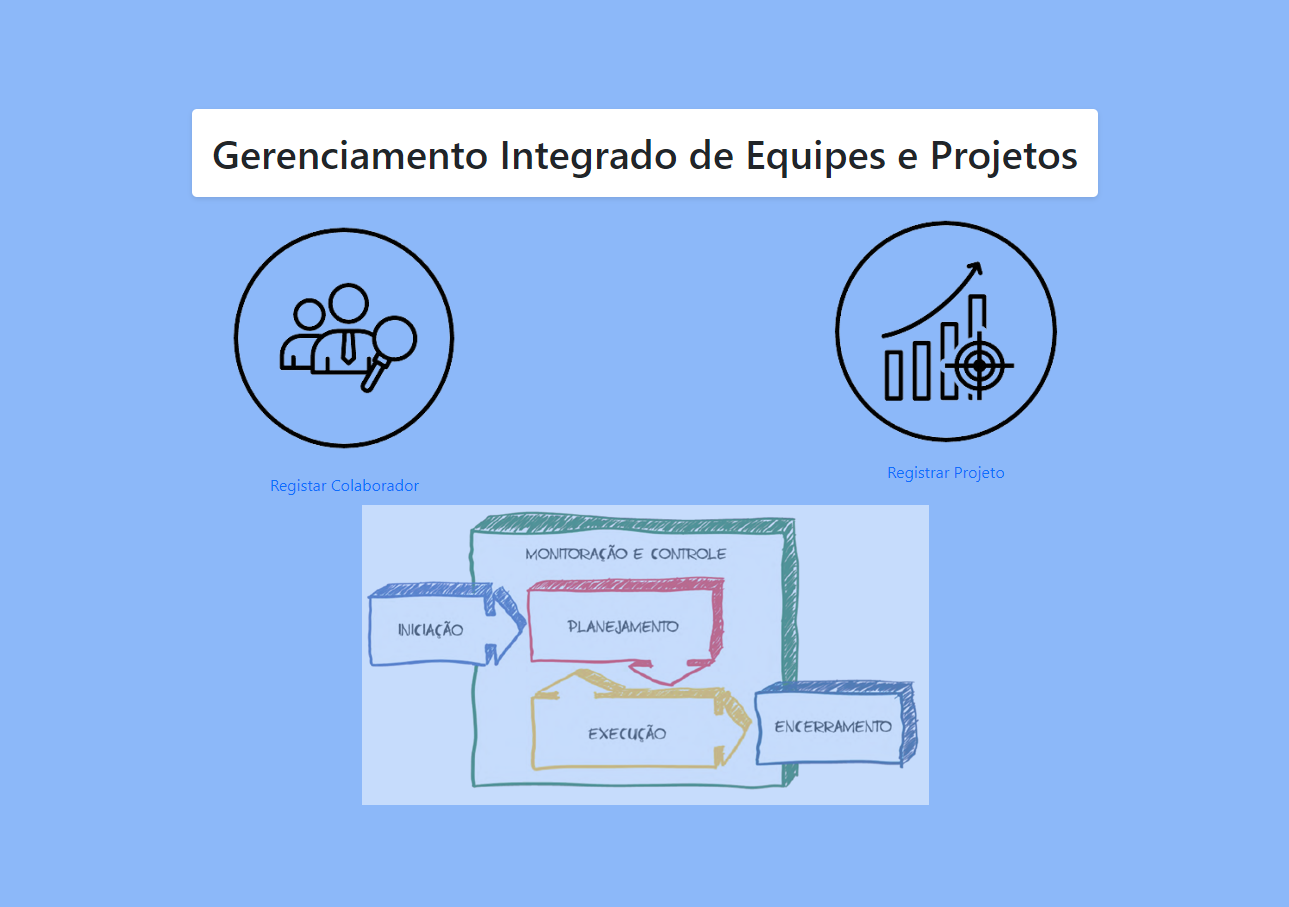 Gerenciamento Integrado de Equipes e Projetos
Registar Colaborador
Registrar Projeto
MONITORAÇÃO E CONTROLE
INICIAÇÃO
PLANEJAMENTO
EXECUÇÃO
ENCERRAMENTO